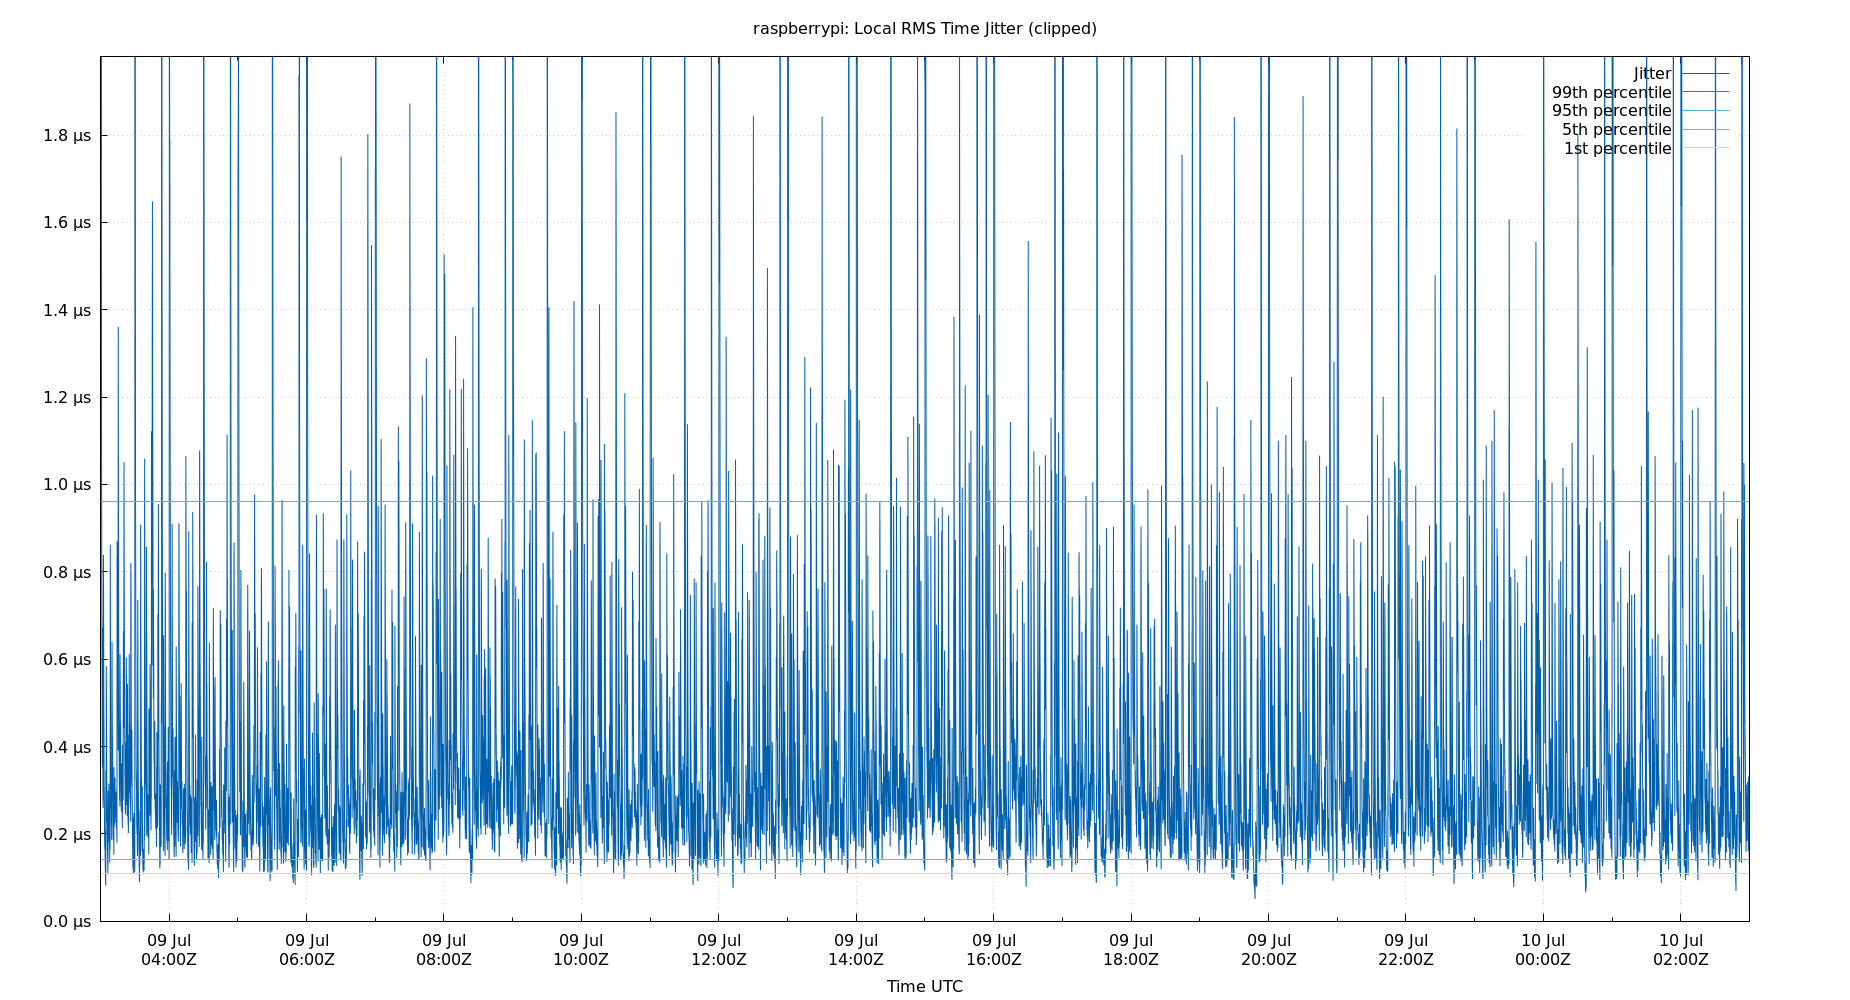 raspberrypi: Local RMS Time Jitter (clipped)
Jitter
99th percentile
95th percentile
5th percentile
1st percentile
1.8 µs
1.6 µs
1.4 µs
1.2 µs
1.0 µs
0.8 µs
0.6 µs
0.4 µs
0.2 µs
0.0 µs
09 Jul 09 Jul 09 Jul 09 Jul 09 Jul 09 Jul 09 Jul 09 Jul 09 Jul 09 Jul 10 Jul 10 Jul
04:00Z 06:00Z 08:00Z 10:00Z 12:00Z 14:00Z 16:00Z 18:00Z 20:00Z 22:00Z 00:00Z 02:00Z
Time UTC